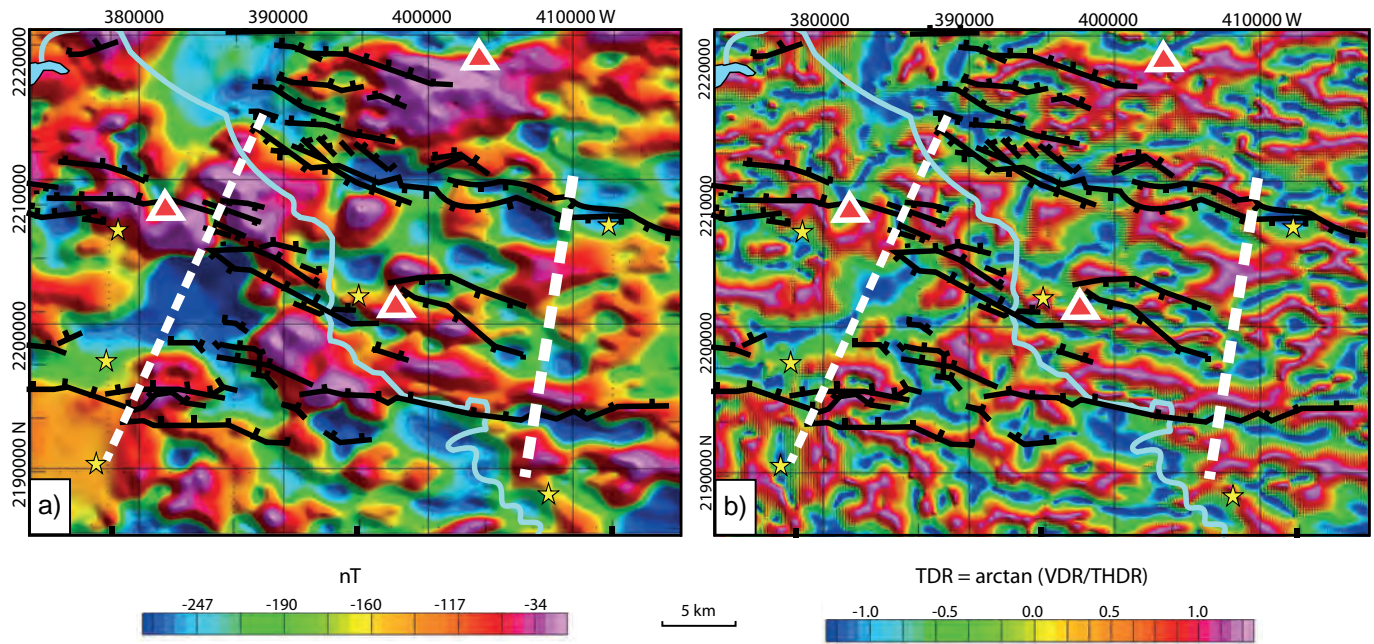 380000 390000 400000 410000 W
380000 390000 400000 410000 W
2220000
2210000
2200000
2190000 N
2220000
2210000
2200000
2190000 N
a)
b)
nT
-247 -190 -160 -117 -34
5 km
TDR = arctan (VDR/THDR)
-1.0 -0.5 0.0 0.5 1.0